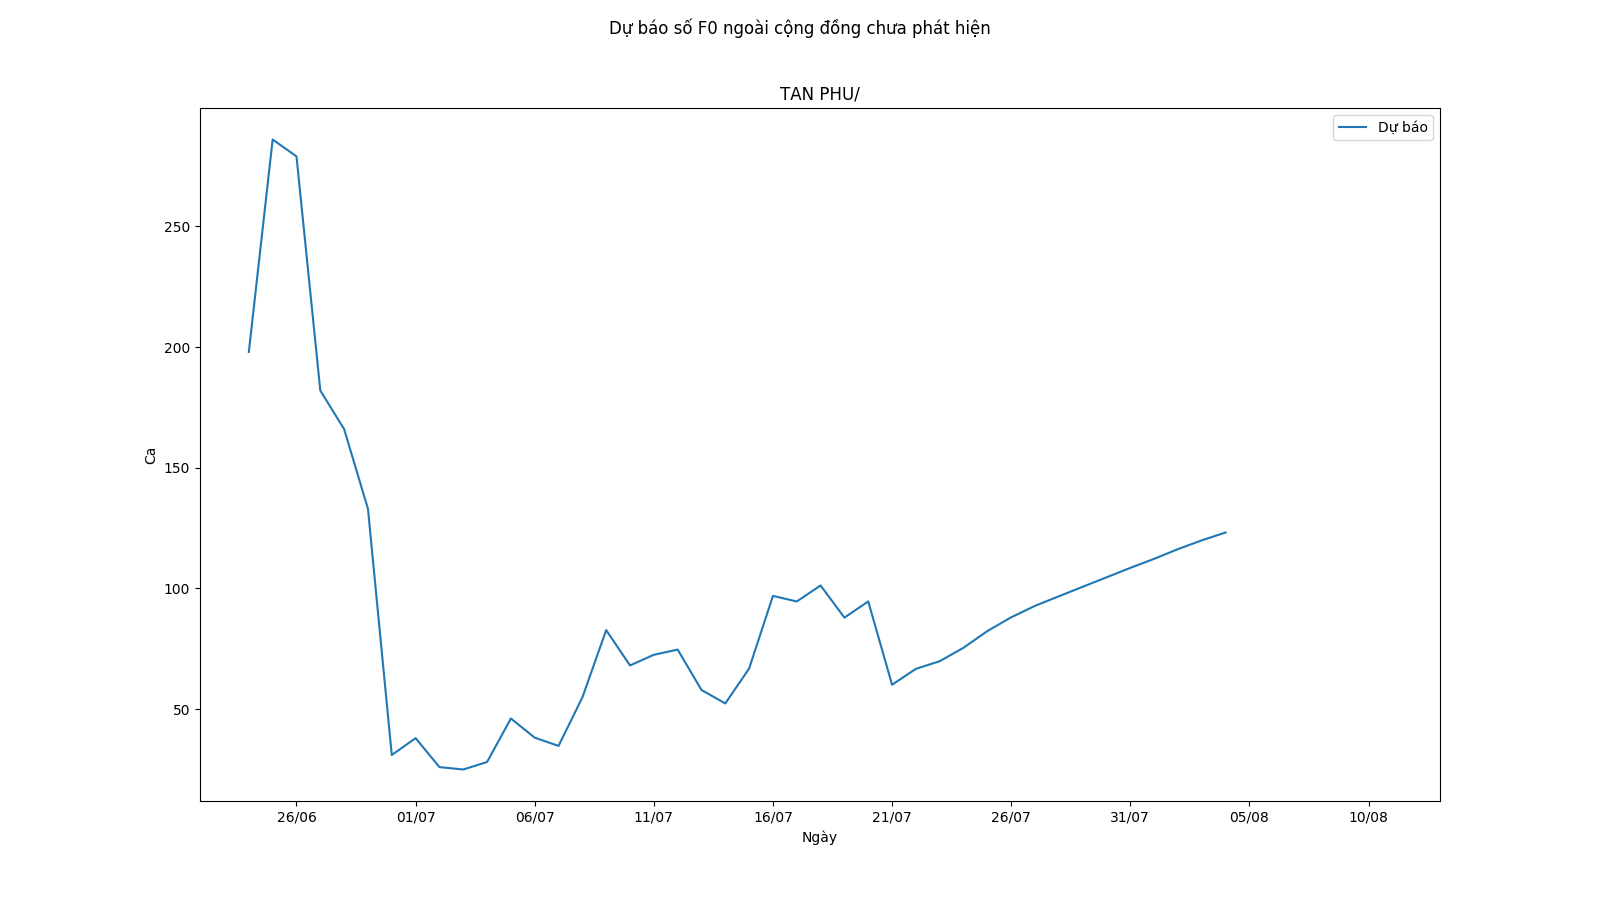 Dự báo số F0 ngoài cộng đồng chưa phát hiện
TAN PHU/
Dự báo
250
200
150
100
50
Ca
26/06 01/07 06/07 11/07 16/07 21/07 26/07 31/07 05/08 10/08
Ngày